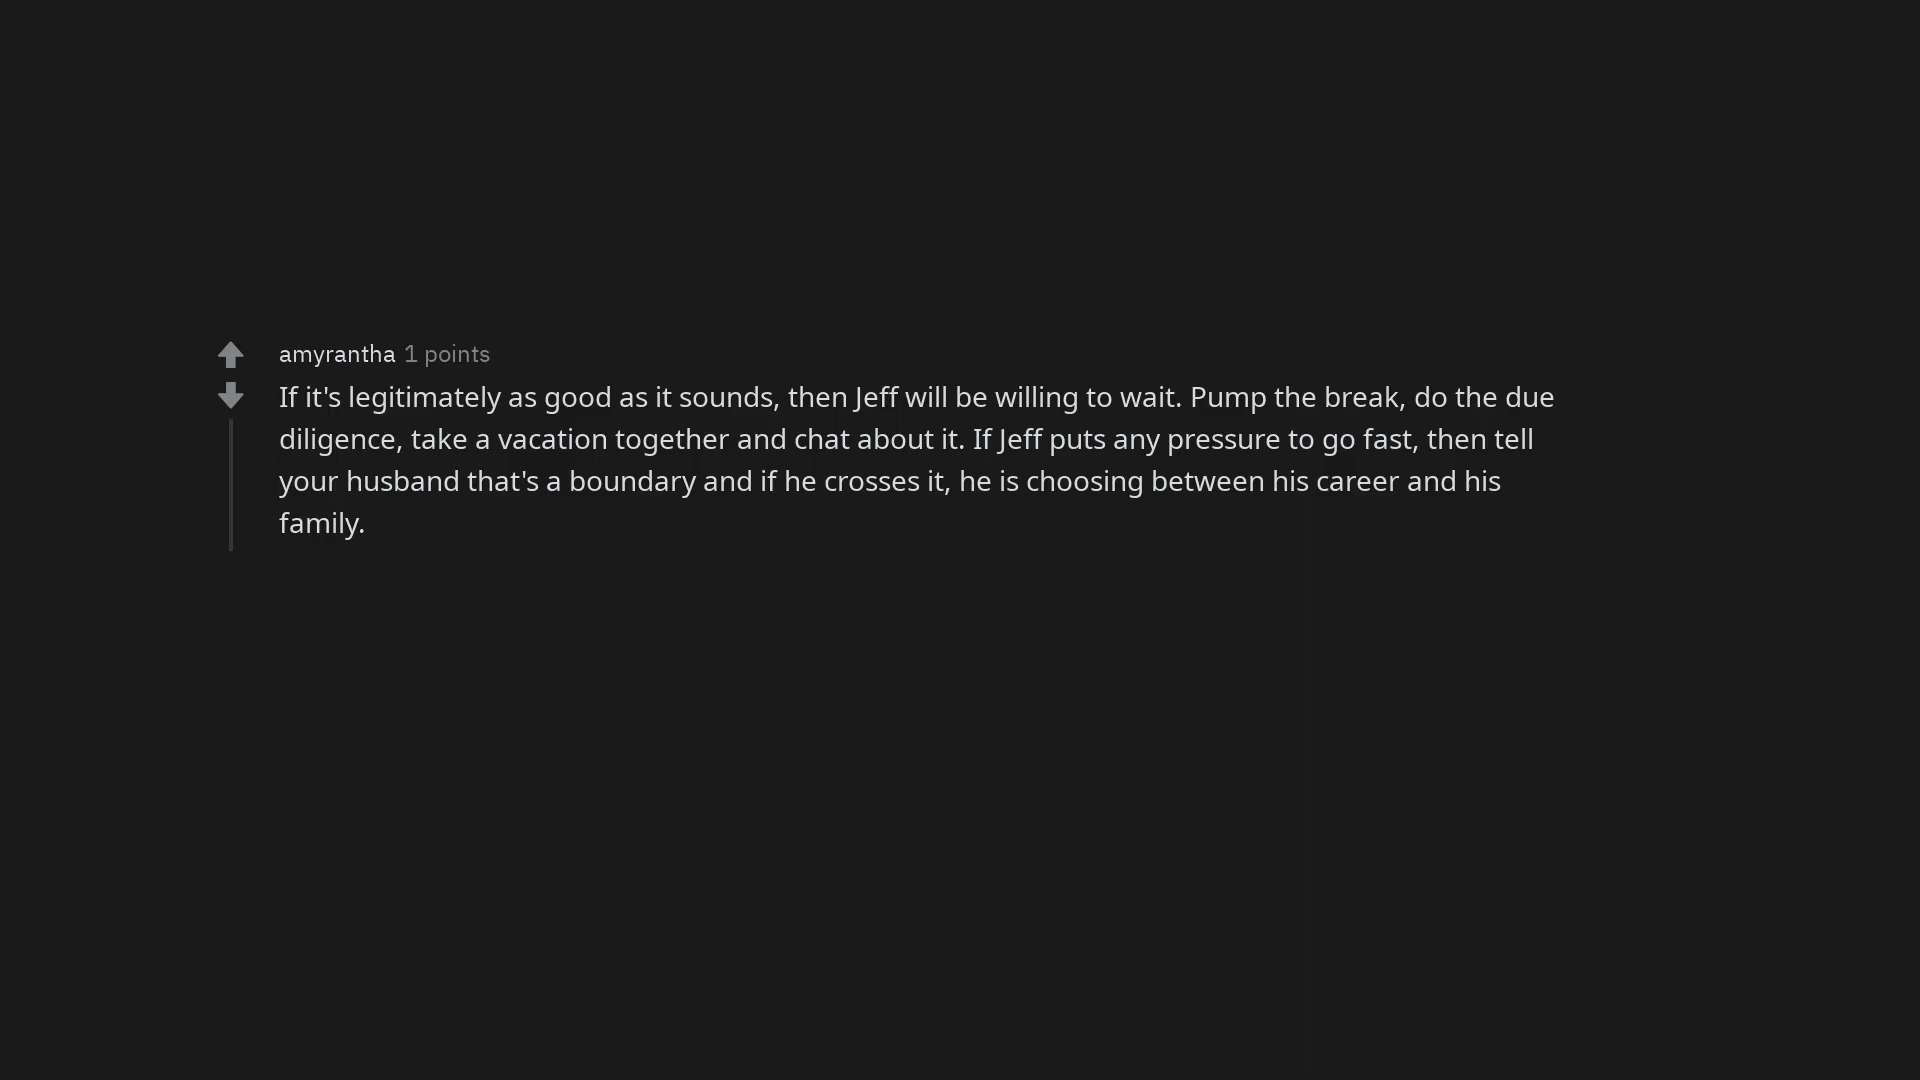 amyrantha 1 points
If it's legitimately as good as it sounds, then Jeff will be willing to wait. Pump the break, do the due
diligence, take a vacation together and chat about it. If Jeff puts any pressure to go fast, then tell
your husband that's a boundary and if he crosses it, he is choosing between his career and his
family.